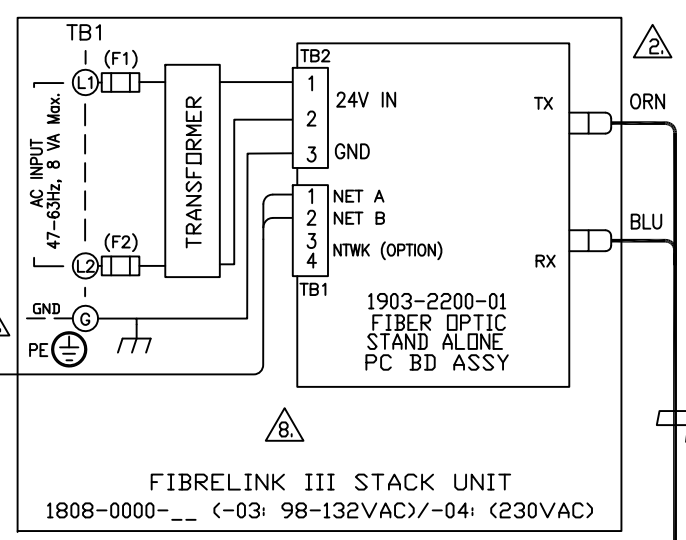 TB1
(F1)
L1
AC INPUT
47-63Hz, 8 VA Max.
TRANSFORMER
(F2)
L2
GND
G
PE
TB2
1
24V IN
2
3 GND
1 NET A
2 NET B
3
NTWK (OPTION)
4
TB1
TX
RX
1903-2200-01
FIBER OPTIC
STAND ALONE
PC BD ASSY
2.
ORN
BLU
8.
FIBRELINK III STACK UNIT
1808-0000-__ (-03: 98-132VAC)/-04: (230VAC)